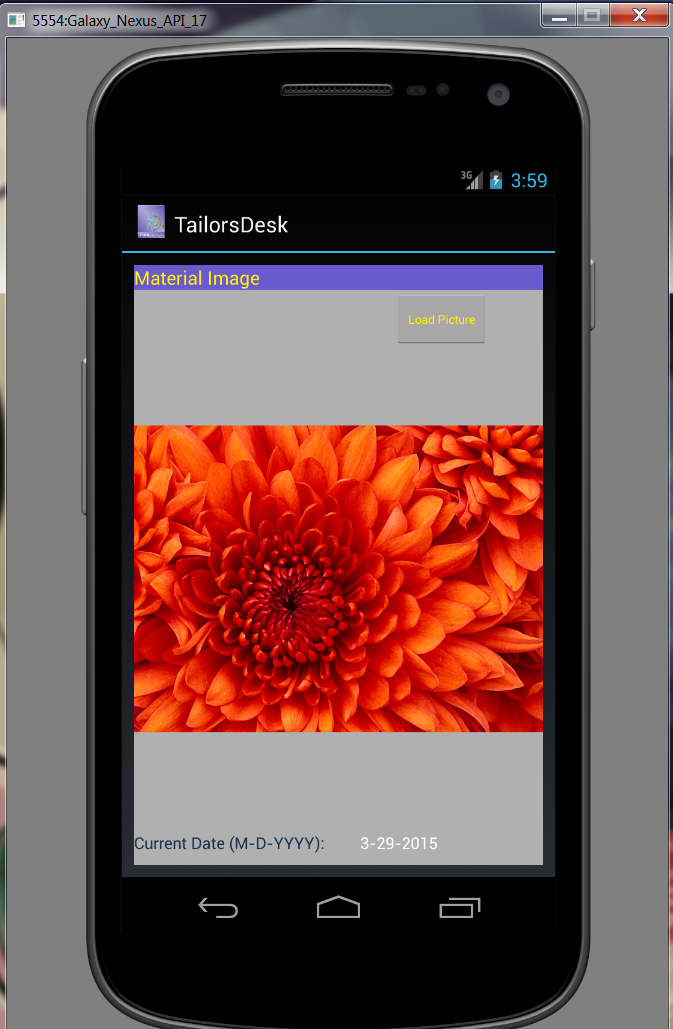 5554:Galaxy_Nexus_API_17
3G 3:59
TailorsDesk
Material Image
Load Picture
Current Date (M-D-YYYY): 3-29-2015